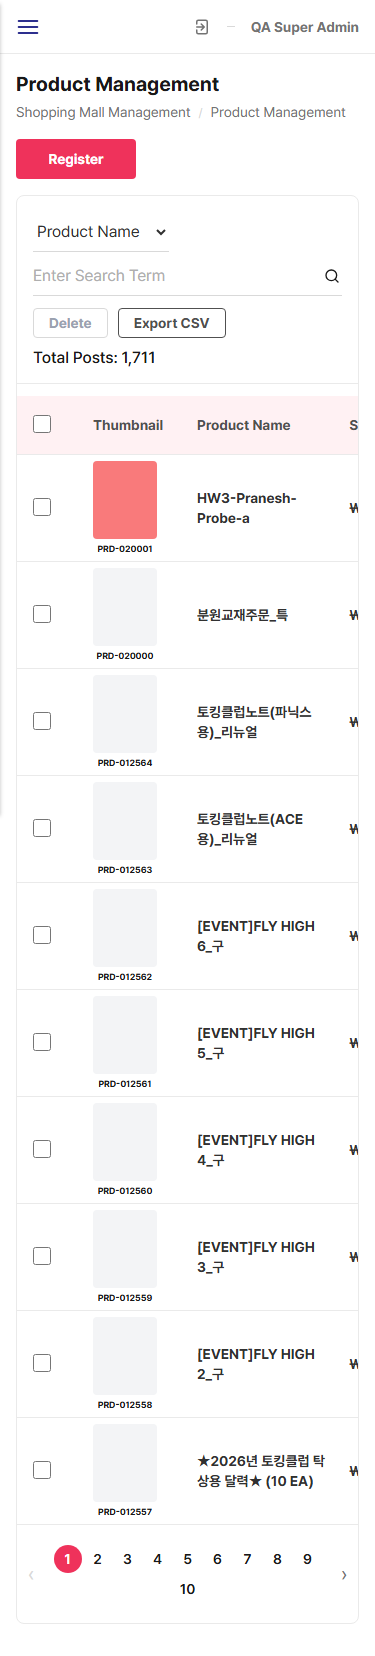 QA Super Admin
Product Management
Shopping Mall Management / Product Management
Register
Product Name
Enter Search Term
Delete
Export CSV
Total Posts: 1,711
Thumbnail Product Name S
HW3-Pranesh-
Probe-a
₩
PRD-020001
분원교재주문_특
₩
PRD-020000
토킹클럽노트(파닉스
용)_리뉴얼
₩
PRD-012564
토킹클럽노트(ACE
용)_리뉴얼
₩
PRD-012563
[EVENT]FLY HIGH
6_구
₩
PRD-012562
[EVENT]FLY HIGH
5_구
₩
PRD-012561
[EVENT]FLY HIGH
4_구
₩
PRD-012560
[EVENT]FLY HIGH
3_구
₩
PRD-012559
[EVENT]FLY HIGH
2_구
₩
PRD-012558
★2026년 토킹클럽 탁
상용 달력★ (10 EA)
₩
PRD-012557
‹ 1 2 3 4 5 6 7 8 9 ›
10